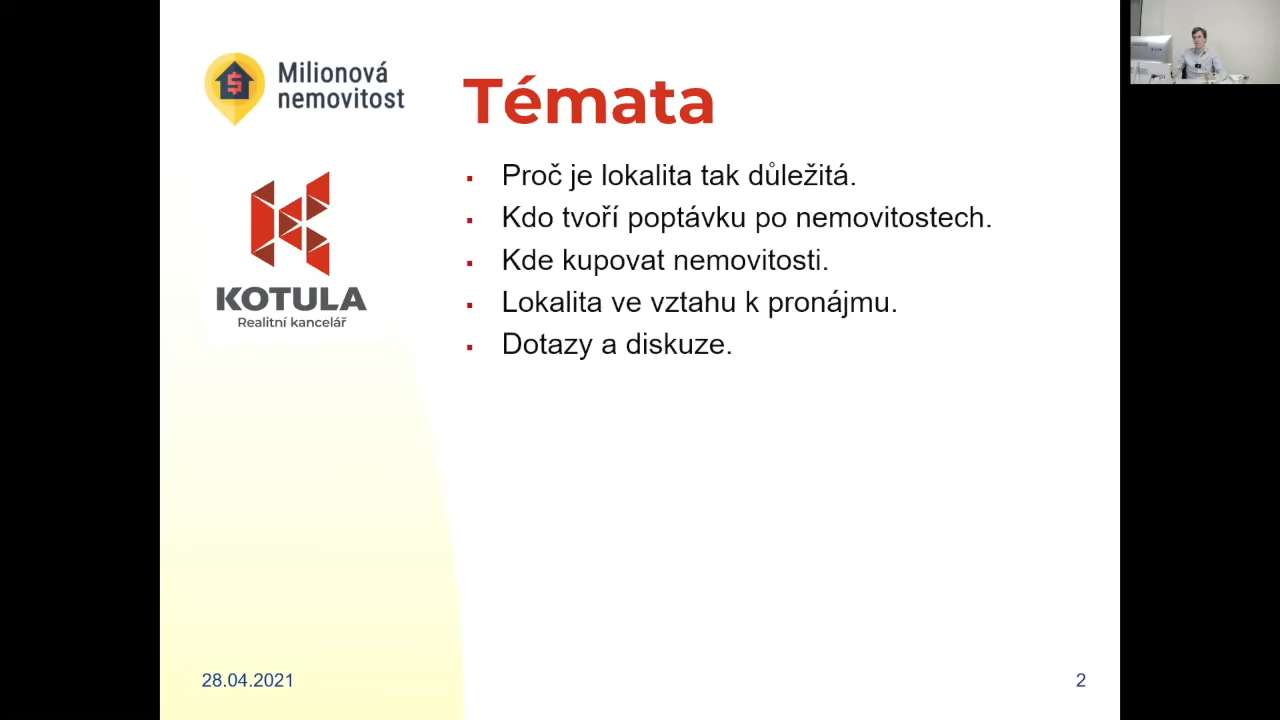 Milionová
nemovitost
Témata
KOTULA
Realitní kancelář
▪ Proč je lokalita tak důležitá.
▪ Kdo tvoří poptávku po nemovitostech.
▪ Kde kupovat nemovitosti.
▪ Lokalita ve vztahu k pronájmu.
▪ Dotazy a diskuze.
28.04.2021
2